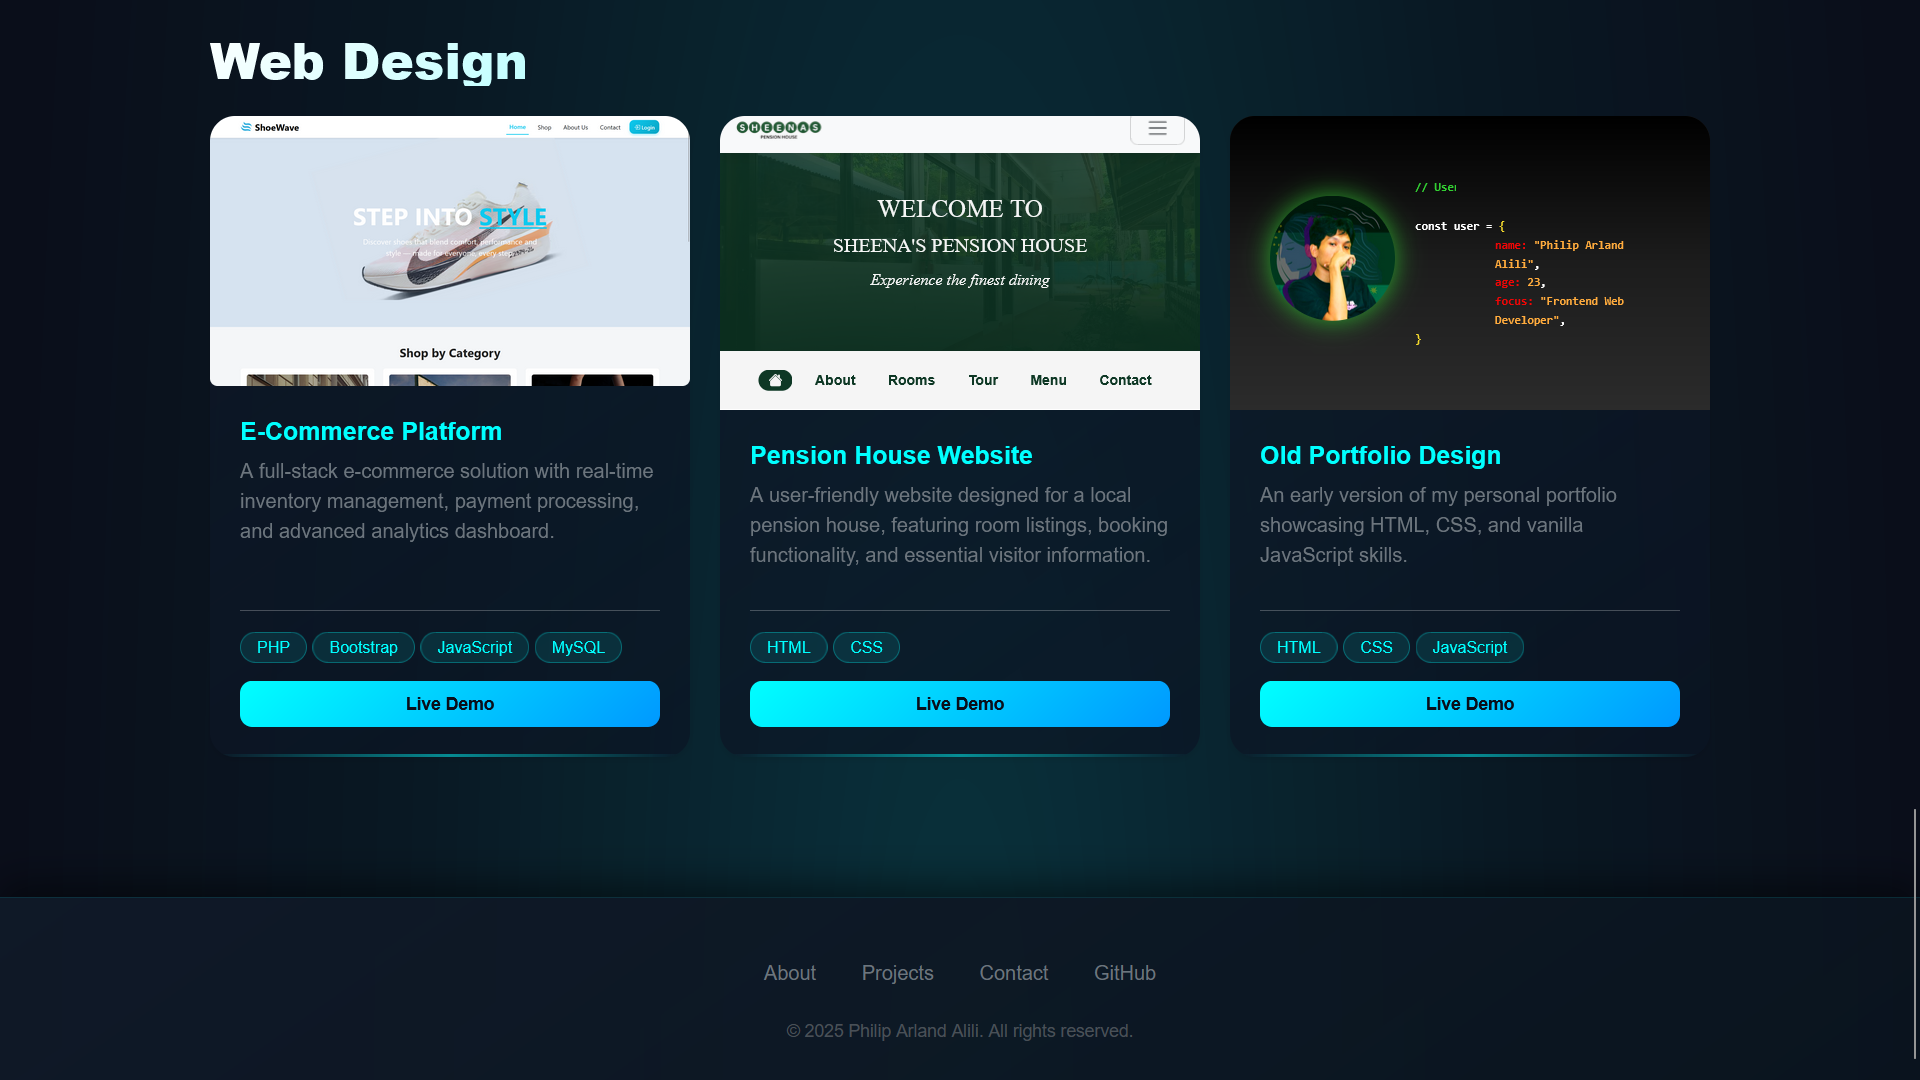 Web Design
ShoeWave
Home Shop About Us Contact Login
STEP INTO STYLE
Discover shoes that blend comfort, performance and
style — made for everyone, every step.
Shop by Category
E-Commerce Platform
A full-stack e-commerce solution with real-time
inventory management, payment processing,
and advanced analytics dashboard.
PHP Bootstrap JavaScript MySQL
Live Demo
SHEENAS
PENSION HOUSE
WELCOME TO
SHEENA'S PENSION HOUSE
Experience the finest dining
About Rooms Tour Menu Contact
Pension House Website
A user-friendly website designed for a local
pension house, featuring room listings, booking
functionality, and essential visitor information.
HTML CSS
Live Demo
// User
const user = {
name: "Philip Arland
Alili",
age: 23,
focus: "Frontend Web
Developer",
}
Old Portfolio Design
An early version of my personal portfolio
showcasing HTML, CSS, and vanilla
JavaScript skills.
HTML CSS JavaScript
Live Demo
About Projects Contact GitHub
© 2025 Philip Arland Alili. All rights reserved.